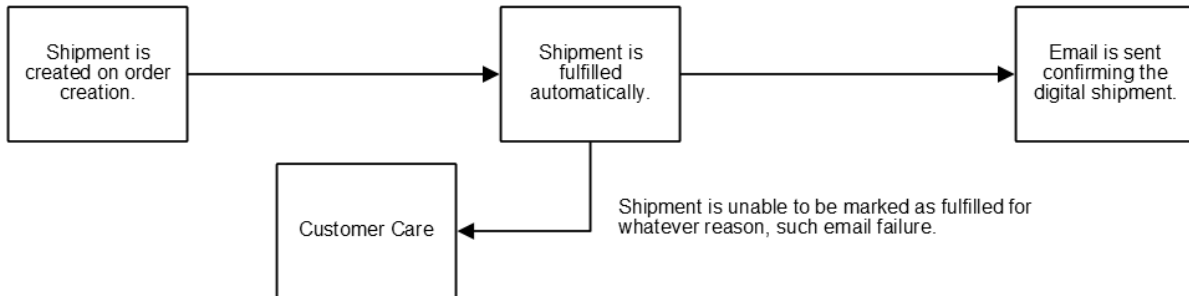 Shipment is
created on order
creation.
Shipment is
fulfilled
automatically.
Email is sent
confirming the
digital shipment.
Customer Care
Shipment is unable to be marked as fulfilled for
whatever reason, such email failure.